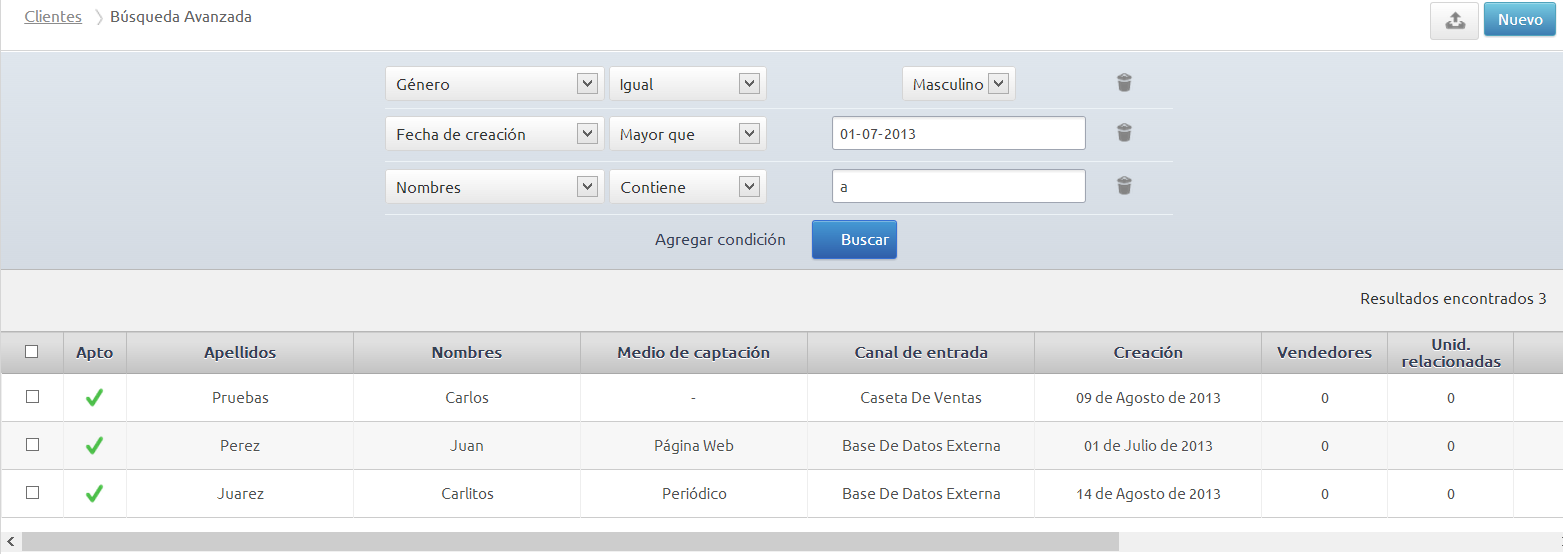 Clientes Búsqueda Avanzada
Nuevo
Género Igual Masculino
Fecha de creación Mayor que 01-07-2013
Nombres Contiene a
Agregar condición Buscar
Resultados encontrados 3
Apto Apellidos Nombres Medio de captación Canal de entrada Creación Vendedores Unid. relacionadas
Pruebas Carlos - Caseta De Ventas 09 de Agosto de 2013 0 0
Perez Juan Página Web Base De Datos Externa 01 de Julio de 2013 0 0
Juarez Carlitos Periódico Base De Datos Externa 14 de Agosto de 2013 0 0